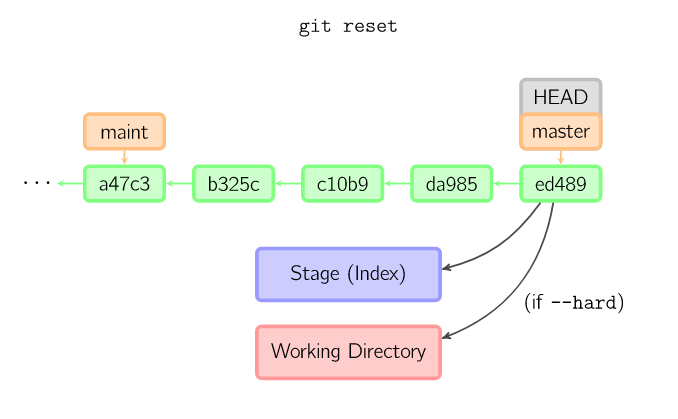 git reset
HEAD
maint
master
...
a47c3
b325c
c10b9
da985
ed489
Stage (Index)
(if --hard)
Working Directory